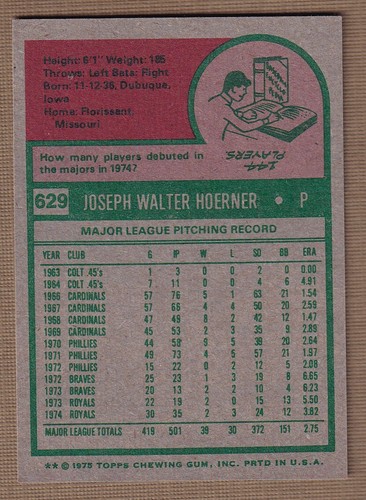 Height: 6'1" Weight: 185
Throws: Left Bats: Right
Born: 11-12-36, Dubuque,
Iowa
Home: Florissant,
Missouri
How many players debuted in
the majors in 1974?
144
PLAYERS
629 JOSEPH WALTER HOERNER • P
MAJOR LEAGUE PITCHING RECORD
YEAR CLUB G IP W L SO BB ERA
1963 COLT .45's 1 3 0 0 2 0 0.00
1964 COLT .45's 7 11 0 0 4 6 4.91
1966 CARDINALS 57 76 5 1 63 21 1.54
1967 CARDINALS 57 66 4 4 50 20 2.59
1968 CARDINALS 47 49 8 2 42 12 1.47
1969 CARDINALS 45 53 2 3 35 9 2.89
1970 PHILLIES 44 58 9 5 39 20 2.64
1971 PHILLIES 49 73 4 5 57 21 1.97
1972 PHILLIES 15 22 0 2 12 5 2.08
1972 BRAVES 25 23 1 3 19 8 6.65
1973 BRAVES 20 13 2 2 10 4 6.23
1973 ROYALS 22 19 2 0 15 13 5.50
1974 ROYALS 30 35 2 3 24 12 3.82
MAJOR LEAGUE TOTALS 419 501 39 30 372 151 2.75
** © 1975 TOPPS CHEWING GUM, INC. PRTD IN U.S.A.